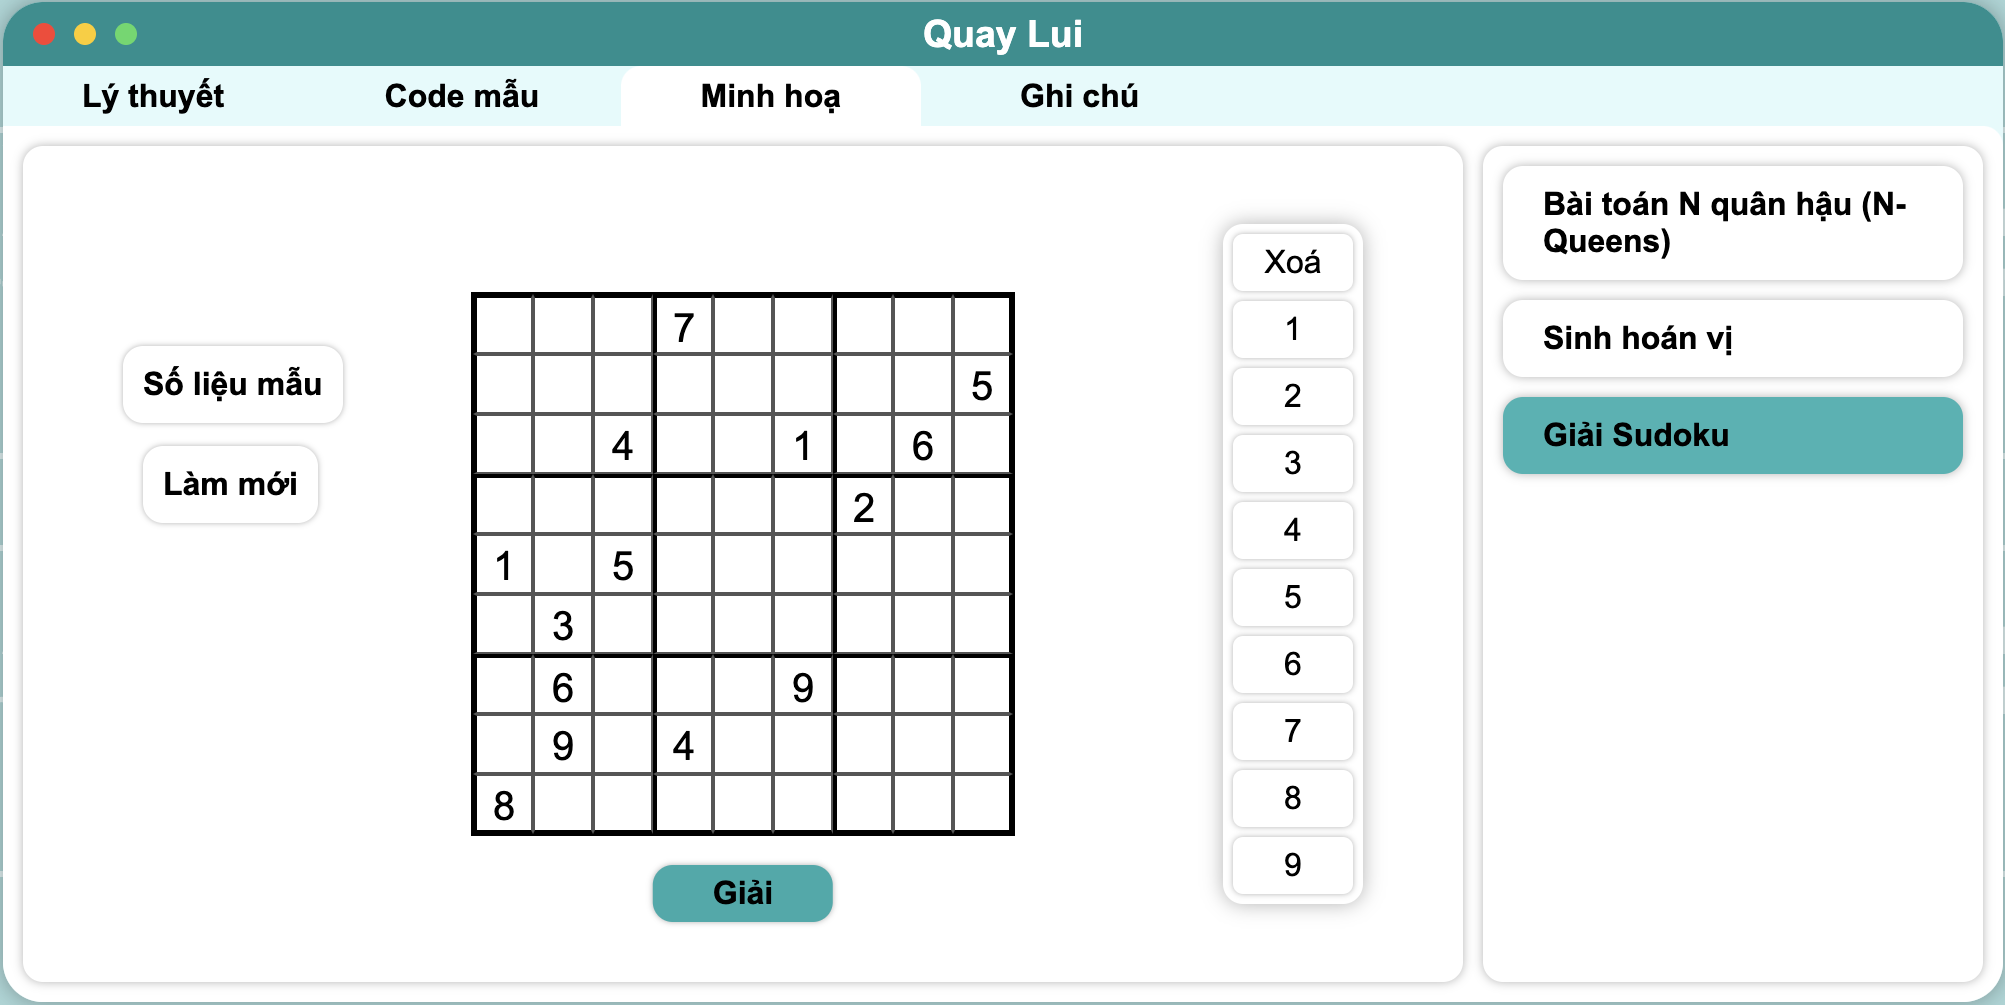 Quay Lui
Lý thuyết
Code mẫu
Minh hoạ
Ghi chú
Số liệu mẫu
Làm mới
7
5
4 1 6
2
1 5
3
6 9
9 4
8
Giải
Xoá
1
2
3
4
5
6
7
8
9
Bài toán N quân hậu (N-
Queens)
Sinh hoán vị
Giải Sudoku